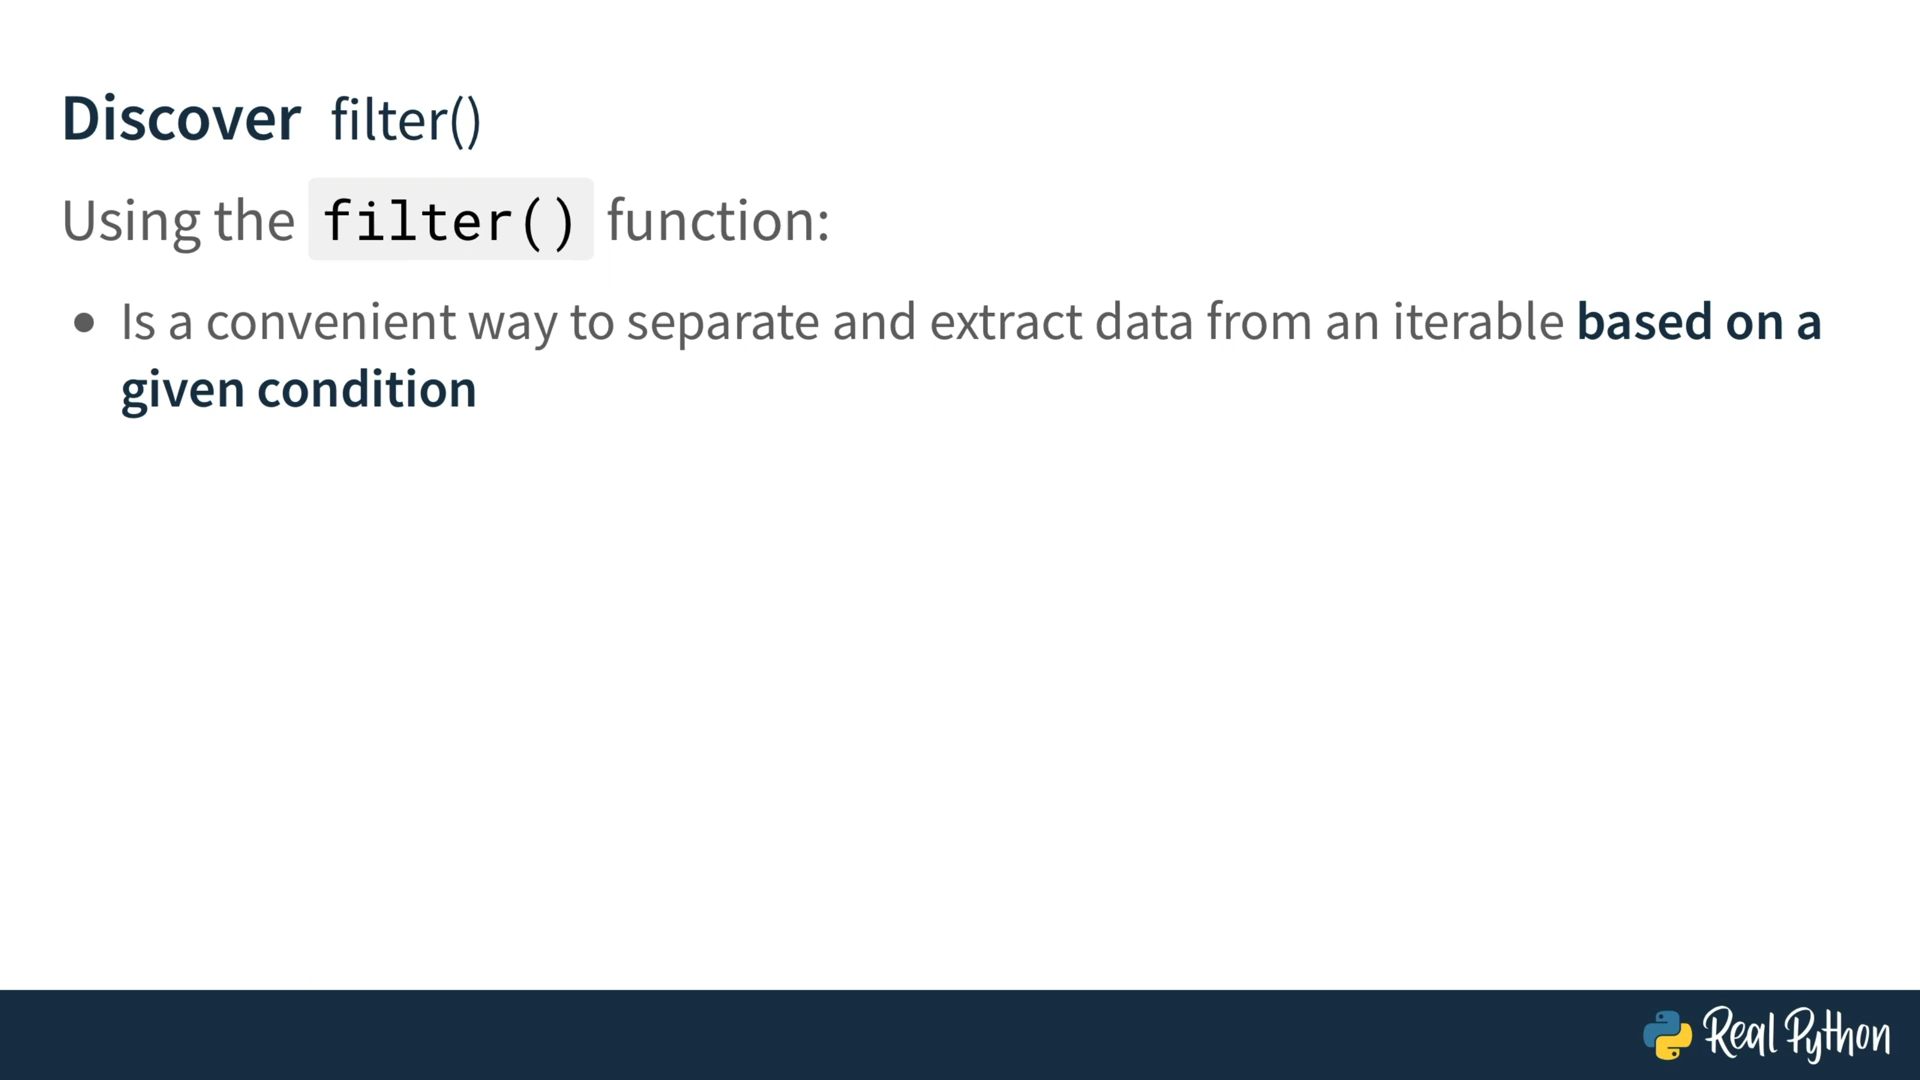 Discover filter()
Using the filter() function:
• Is a convenient way to separate and extract data from an iterable based on a
given condition
Real Python